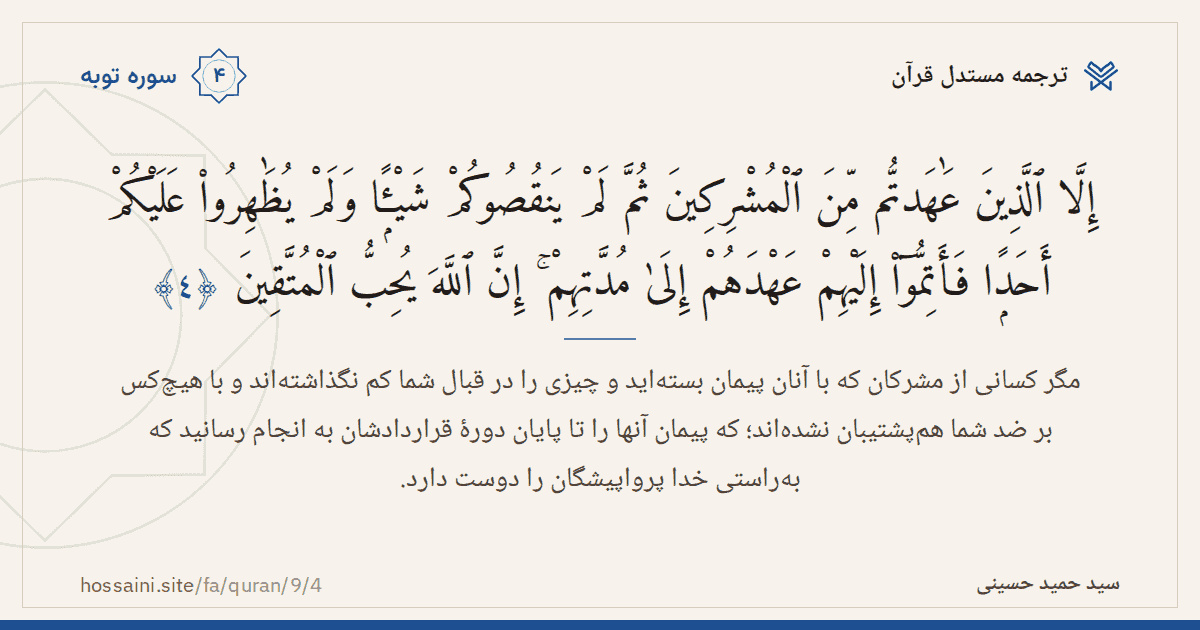 ترجمه مستدل قرآن
۴ سوره توبه
إِلَّا ٱلَّذِينَ عَٰهَدتُّم مِّنَ ٱلْمُشْرِكِينَ ثُمَّ لَمْ يَنقُصُوكُمْ شَيْـًٔا وَلَمْ يُظَٰهِرُوا۟ عَلَيْكُمْ
أَحَدًا فَأَتِمُّوٓا۟ إِلَيْهِمْ عَهْدَهُمْ إِلَىٰ مُدَّتِهِمْ ۚ إِنَّ ٱللَّهَ يُحِبُّ ٱلْمُتَّقِينَ ﴿٤﴾
مگر کسانی از مشرکان که با آنان پیمان بسته‌اید و چیزی را در قبال شما کم نگذاشته‌اند و با هیچ‌کس
بر ضد شما هم‌پشتیبان نشده‌اند؛ که پیمان آنها را تا پایان دورهٔ قراردادشان به انجام رسانید که
به‌راستی خدا پرواپیشگان را دوست دارد.
سید حمید حسینی
hossaini.site/fa/quran/9/4